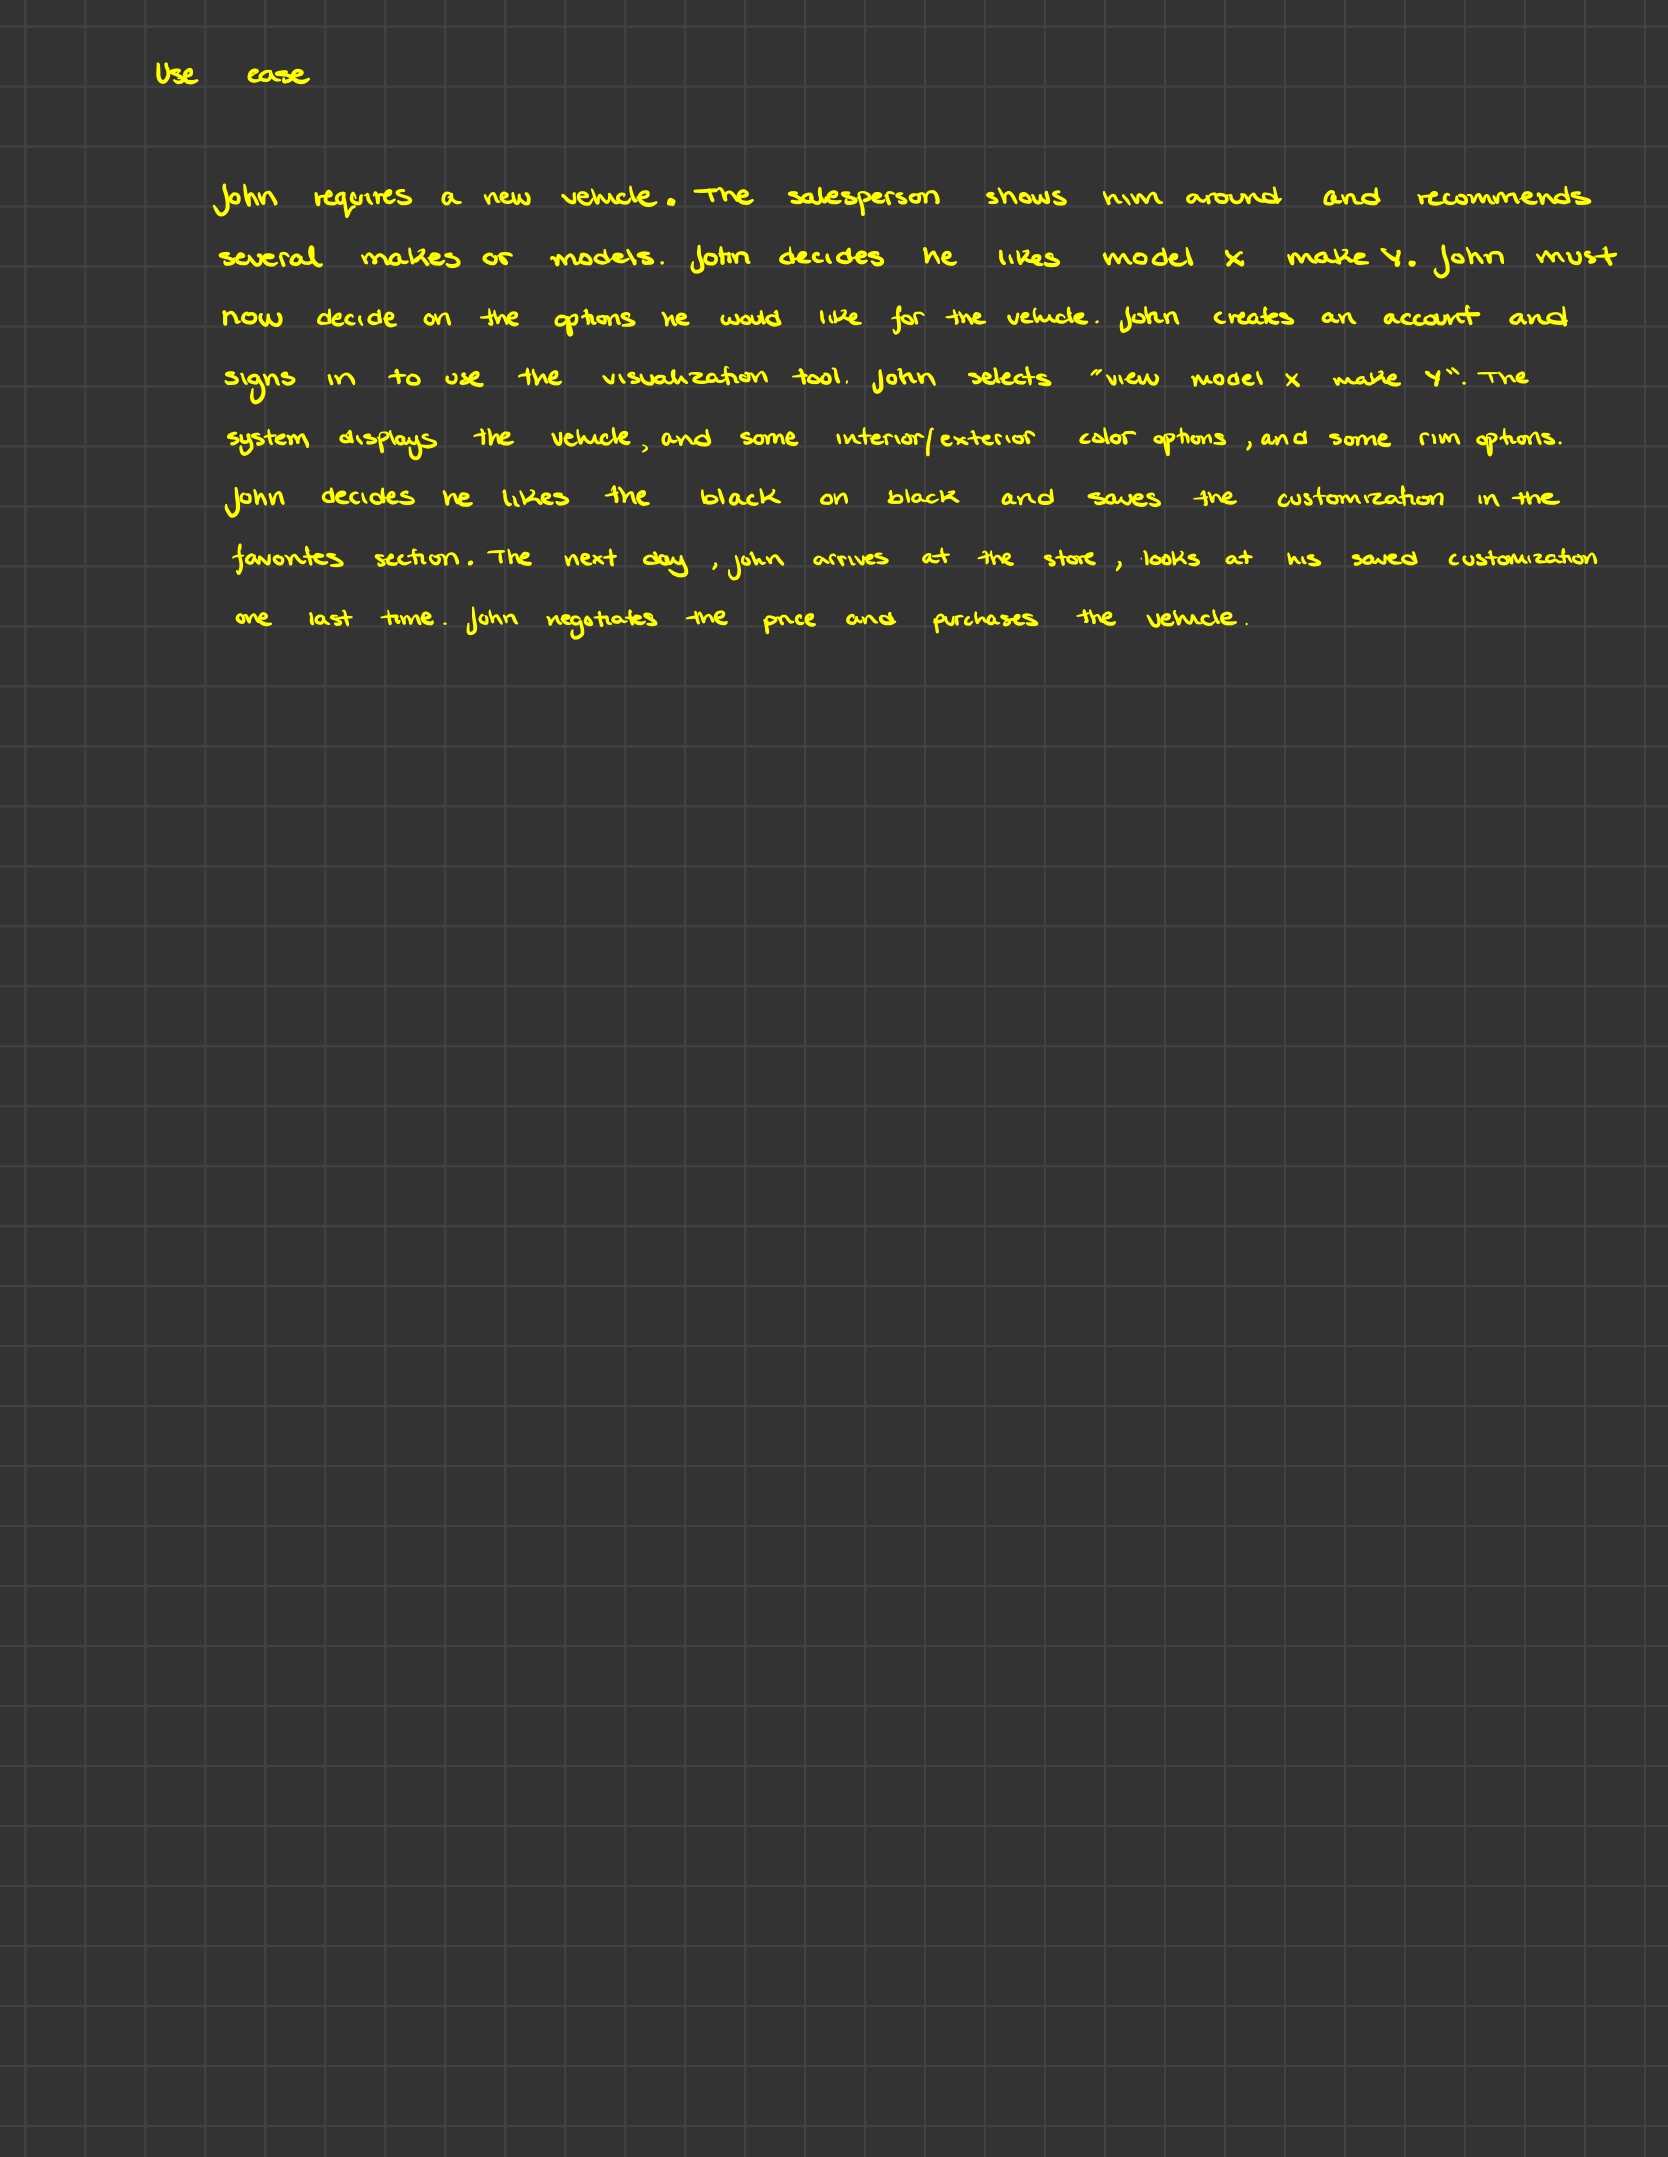 Use case
John requires a new vehicle. The salesperson shows him around and recommends
several makes or models. John decides he likes model x make Y. John must
now decide on the options he would like for the vehicle. John creates an account and
signs in to use the visualization tool. John selects "view model x make Y". The
system displays the vehicle, and some interior/exterior color options, and some rim options.
John decides he likes the black on black and saves the customization in the
favorites section. The next day, john arrives at the store, looks at his saved customization
one last time. John negotiates the price and purchases the vehicle.